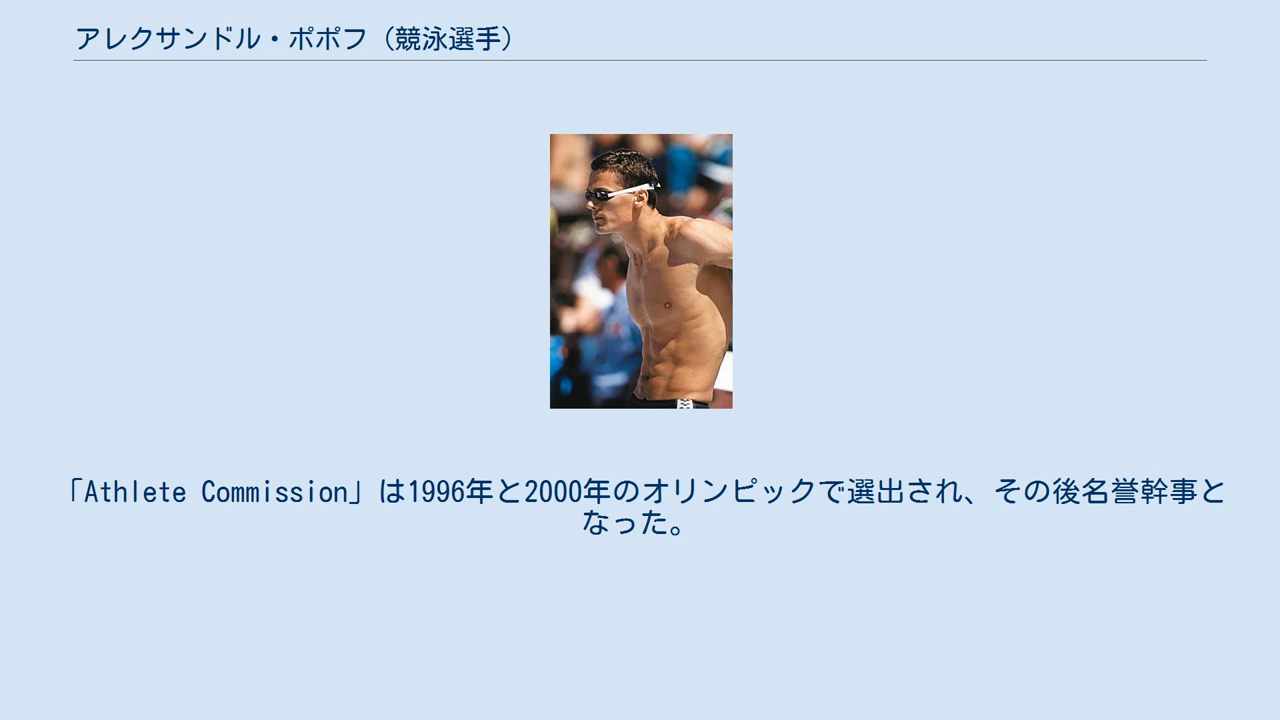 アレクサンドル・ポポフ（競泳選手）
「Athlete Commission」は1996年と2000年のオリンピックで選出され、その後名誉幹事と
なった。